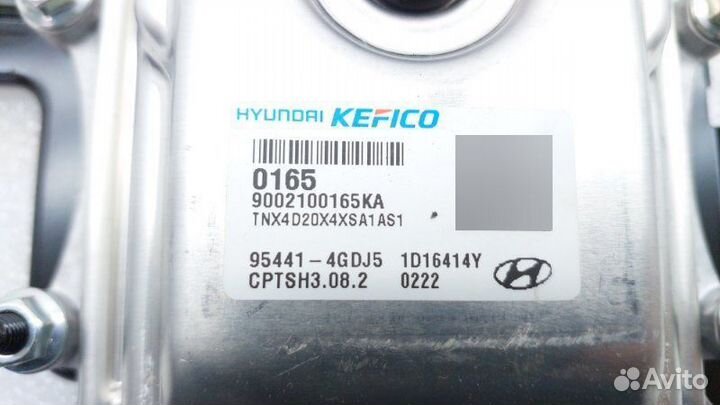 HYUNDAI KEFICO
0165
9002100165KA
TNX4D20X4XSA1AS1
95441-4GDJ5 1D16414Y
CPTSH3.08.2 0222
Avito